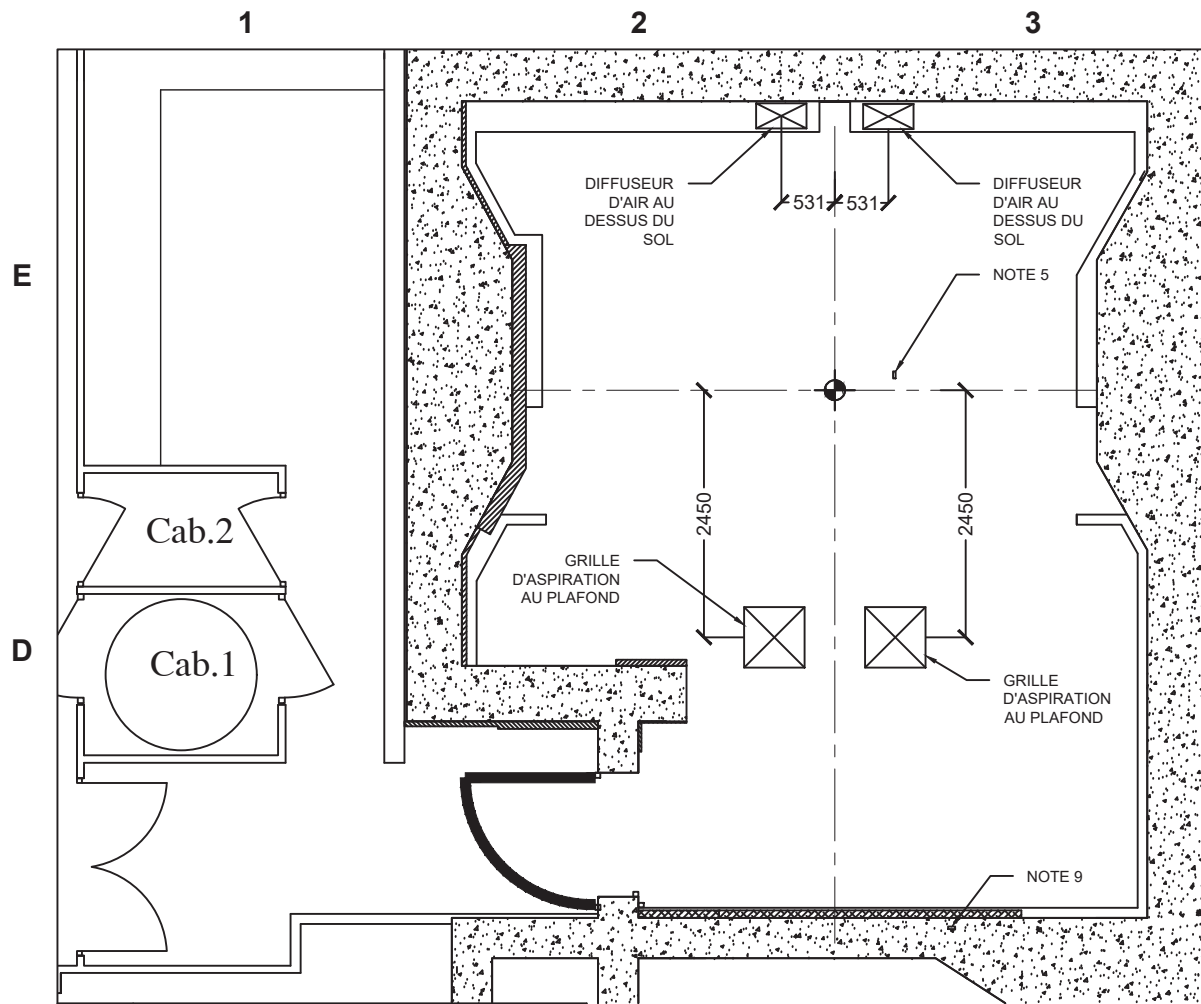 1
2
3
DIFFUSEUR
D'AIR AU
DESSUS DU
SOL
531
531
DIFFUSEUR
D'AIR AU
DESSUS DU
SOL
E
NOTE 5
2450
2450
Cab.2
GRILLE
D'ASPIRATION
AU PLAFOND
D
Cab.1
GRILLE
D'ASPIRATION
AU PLAFOND
NOTE 9